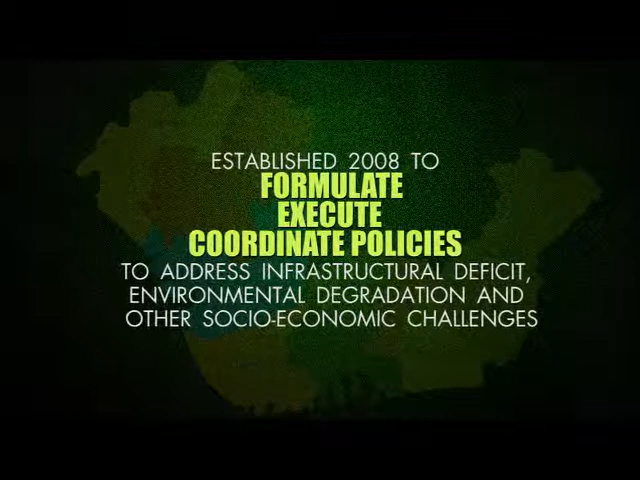 ESTABLISHED 2008 TO
FORMULATE
EXECUTE
COORDINATE POLICIES
TO ADDRESS INFRASTRUCTURAL DEFICIT,
ENVIRONMENTAL DEGRADATION AND
OTHER SOCIO-ECONOMIC CHALLENGES